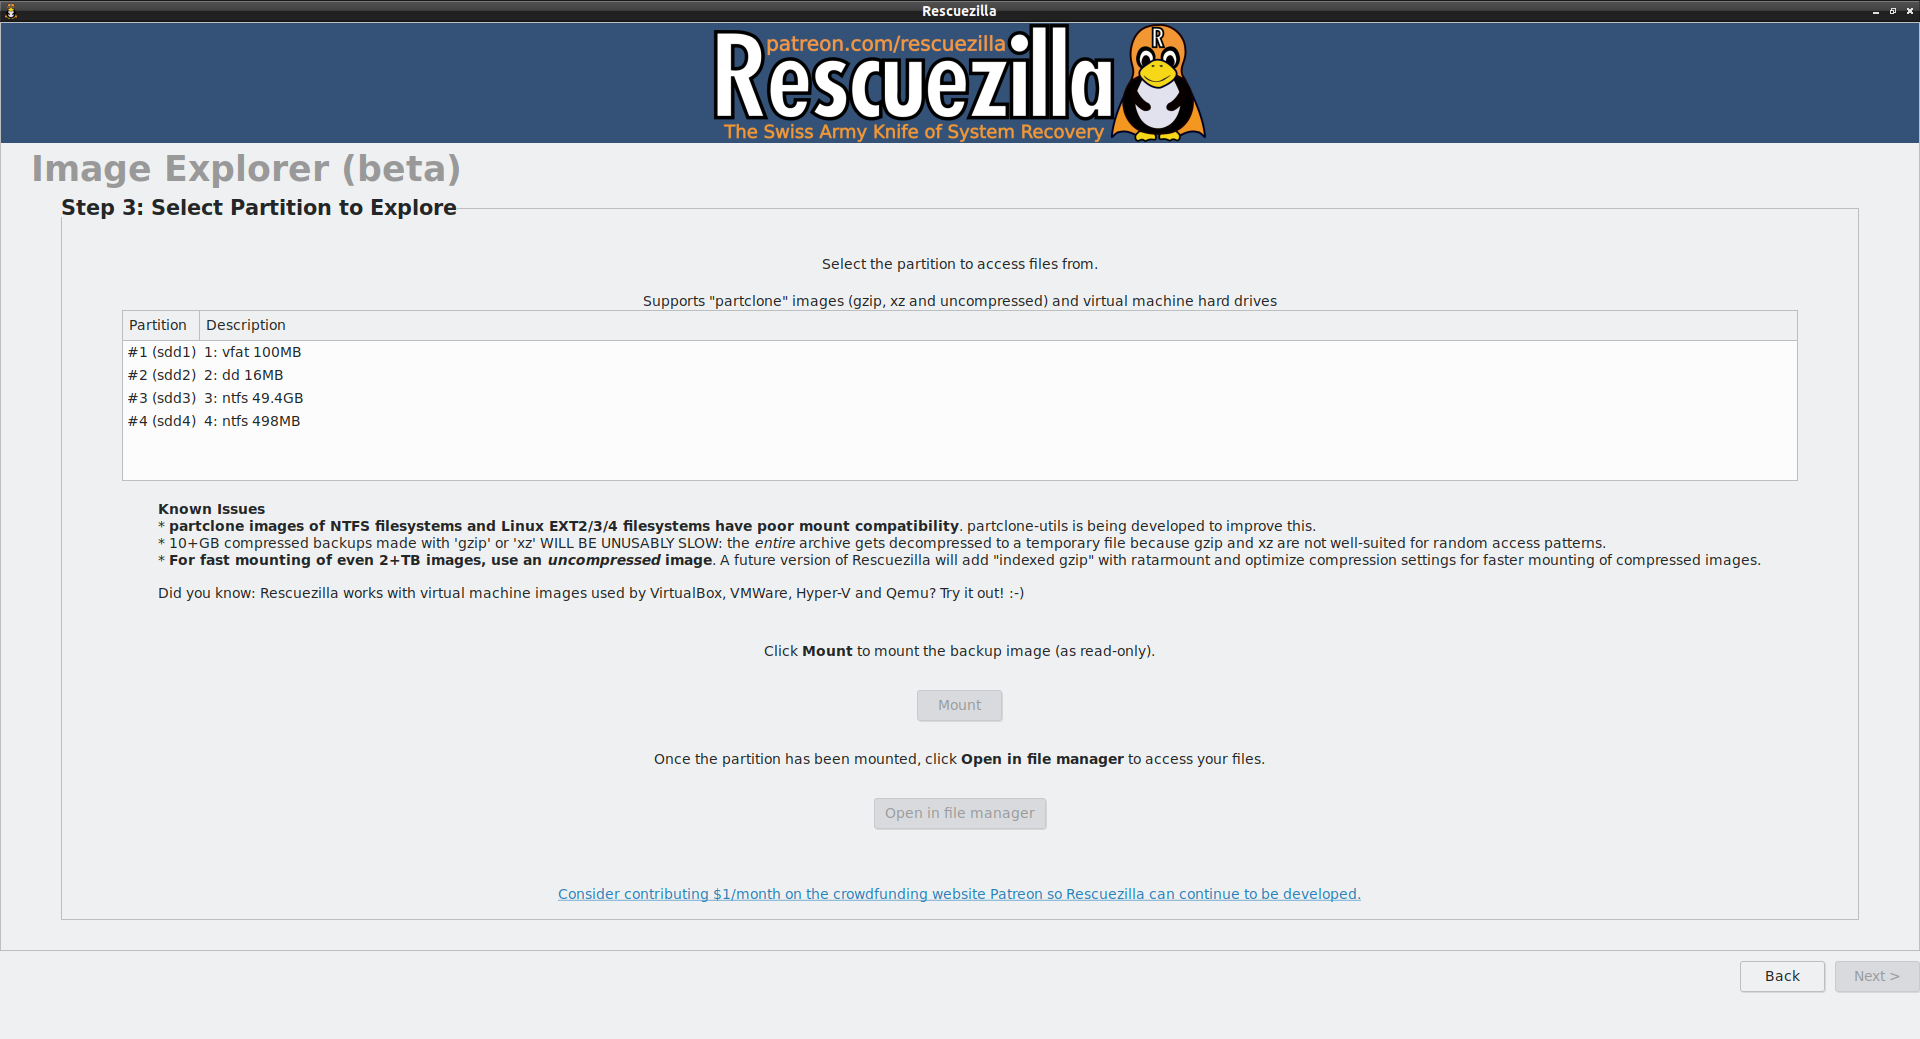 Rescuezilla
patreon.com/rescuezilla
R
Rescuezilla
The Swiss Army Knife of System Recovery
Image Explorer (beta)
Step 3: Select Partition to Explore
Select the partition to access files from.
Supports "partclone" images (gzip, xz and uncompressed) and virtual machine hard drives
Partition Description
#1 (sdd1) 1: vfat 100MB
#2 (sdd2) 2: dd 16MB
#3 (sdd3) 3: ntfs 49.4GB
#4 (sdd4) 4: ntfs 498MB
Known Issues
* partclone images of NTFS filesystems and Linux EXT2/3/4 filesystems have poor mount compatibility. partclone-utils is being developed to improve this.
* 10+GB compressed backups made with 'gzip' or 'xz' WILL BE UNUSABLY SLOW: the entire archive gets decompressed to a temporary file because gzip and xz are not well-suited for random access patterns.
* For fast mounting of even 2+TB images, use an uncompressed image. A future version of Rescuezilla will add "indexed gzip" with ratarmount and optimize compression settings for faster mounting of compressed images.
Did you know: Rescuezilla works with virtual machine images used by VirtualBox, VMWare, Hyper-V and Qemu? Try it out! :-)
Click Mount to mount the backup image (as read-only).
Mount
Once the partition has been mounted, click Open in file manager to access your files.
Open in file manager
Consider contributing $1/month on the crowdfunding website Patreon so Rescuezilla can continue to be developed.
Back Next >